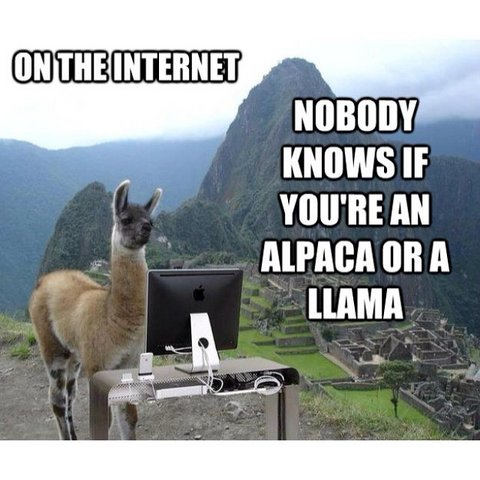 ON THE INTERNET
NOBODY
KNOWS IF
YOU'RE AN
ALPACA OR A
LLAMA